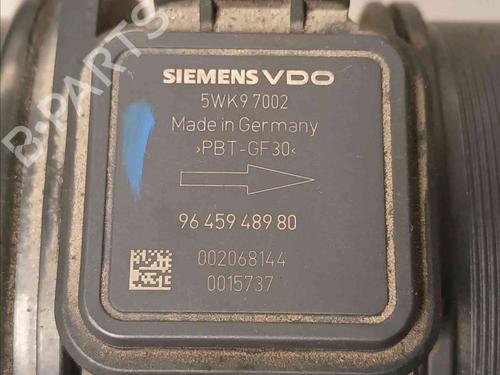 B-PARTS
SIEMENS VDO
5WK9 7002
Made in Germany
>PBT-GF30<
96 459 489 80
002068144
0015737